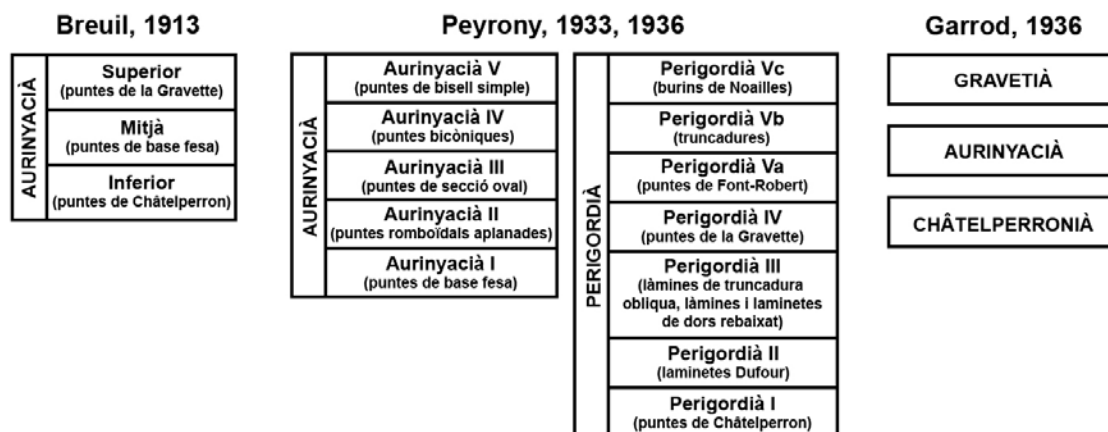 Breuil, 1913
AURINYACIÀ
Superior
(puntes de la Gravette)
Mitjà
(puntes de base fesa)
Inferior
(puntes de Châtelperron)
Peyrony, 1933, 1936
AURINYACIÀ
Aurinyacià V
(puntes de bisell simple)
Aurinyacià IV
(puntes bicòniques)
Aurinyacià III
(puntes de secció oval)
Aurinyacià II
(puntes romboïdals aplanades)
Aurinyacià I
(puntes de base fesa)
PERIGORDIÀ
Perigordià Vc
(burins de Noailles)
Perigordià Vb
(truncadures)
Perigordià Va
(puntes de Font-Robert)
Perigordià IV
(puntes de la Gravette)
Perigordià III
(làmines de truncadura
obliqua, làmines i laminetes
de dors rebaixat)
Perigordià II
(laminetes Dufour)
Perigordià I
(puntes de Châtelperron)
Garrod, 1936
GRAVETIÀ
AURINYACIÀ
CHÂTELPERRONIÀ